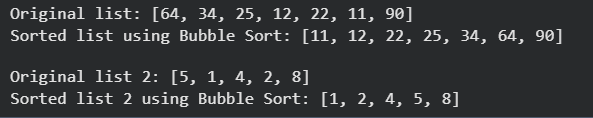 Original list: [64, 34, 25, 12, 22, 11, 90]
Sorted list using Bubble Sort: [11, 12, 22, 25, 34, 64, 90]
Original list 2: [5, 1, 4, 2, 8]
Sorted list 2 using Bubble Sort: [1, 2, 4, 5, 8]